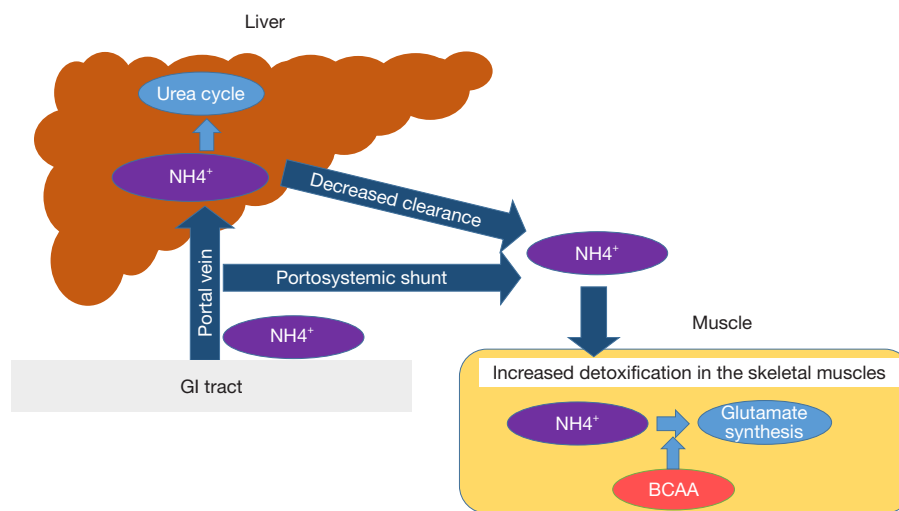 Liver
Urea cycle
NH4⁺
Decreased clearance
NH4⁺
Portal vein
Portosystemic shunt
NH4⁺
GI tract
Muscle
Increased detoxification in the skeletal muscles
NH4⁺
Glutamate
synthesis
BCAA